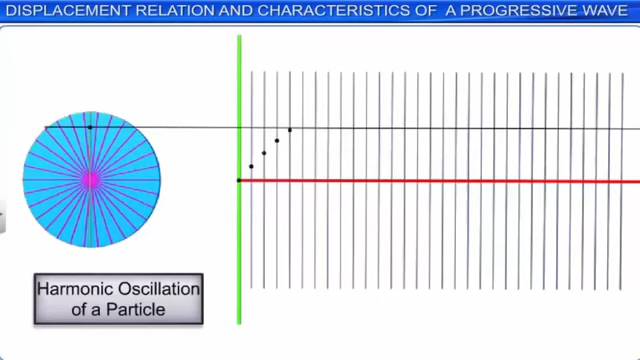 DISPLACEMENT RELATION AND CHARACTERISTICS OF A PROGRESSIVE WAVE
Harmonic Oscillation
of a Particle